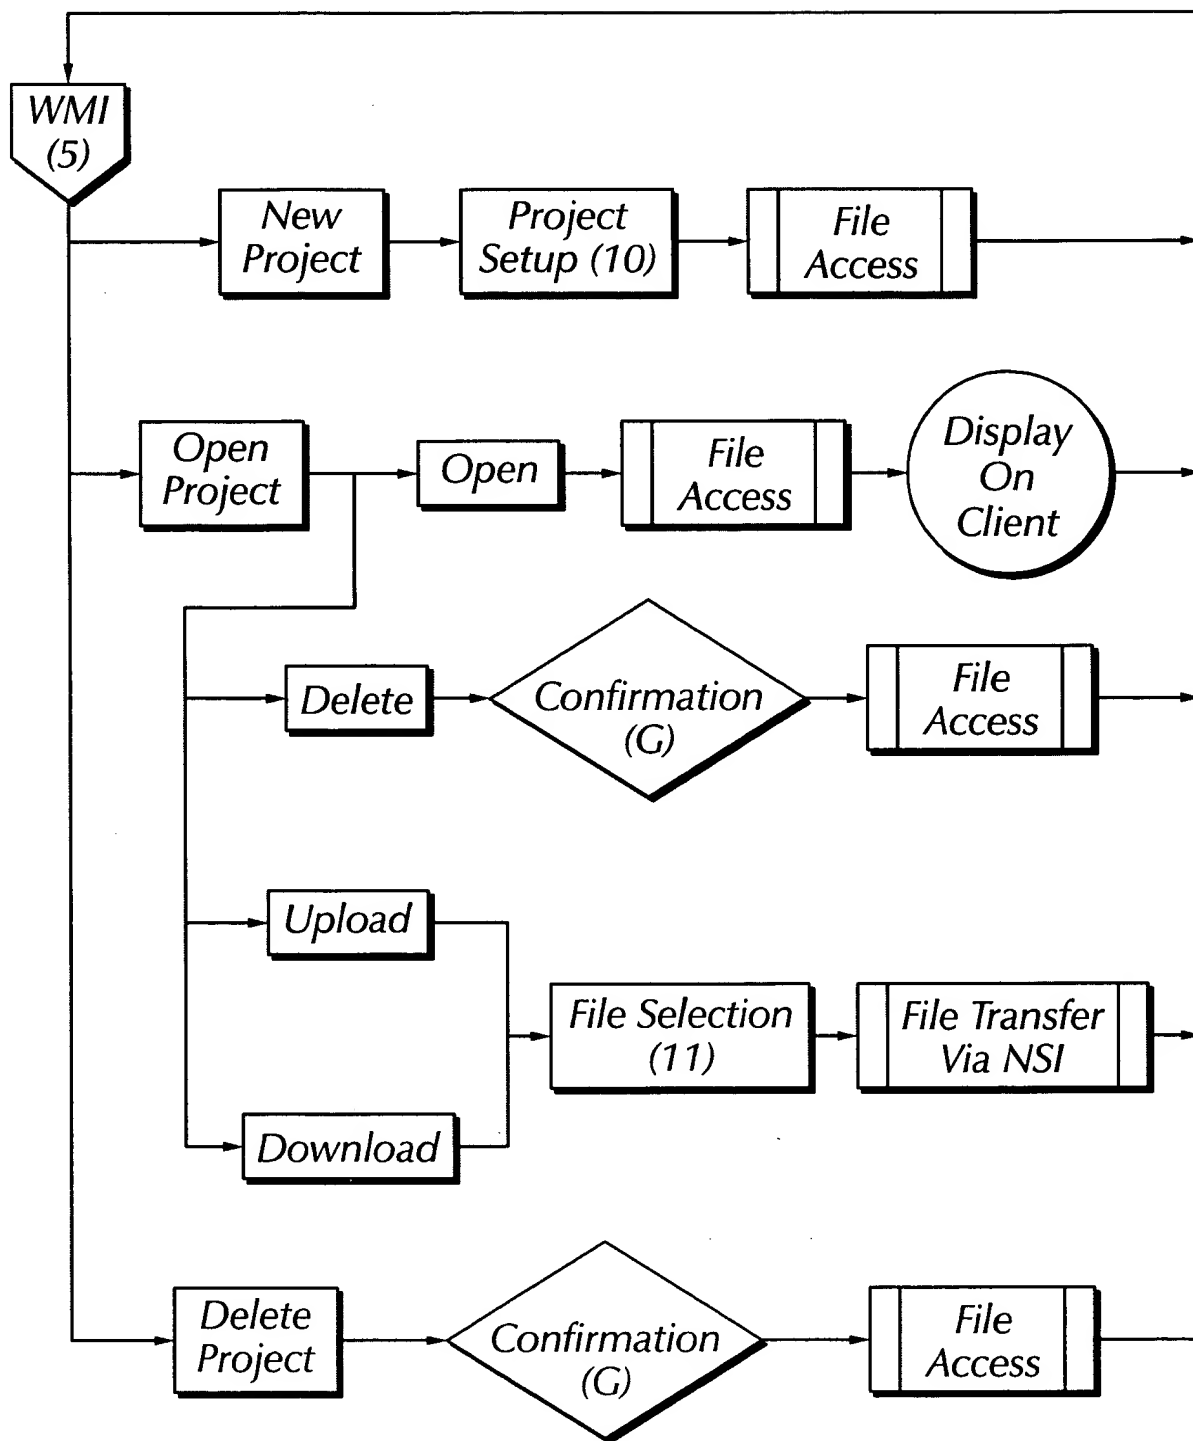 WMI
(5)
New
Project
Project
Setup (10)
File
Access
Open
Project
Open
File
Access
Display
On
Client
Delete
Confirmation
(G)
File
Access
Upload
Download
File Selection
(11)
File Transfer
Via NSI
Delete
Project
Confirmation
(G)
File
Access